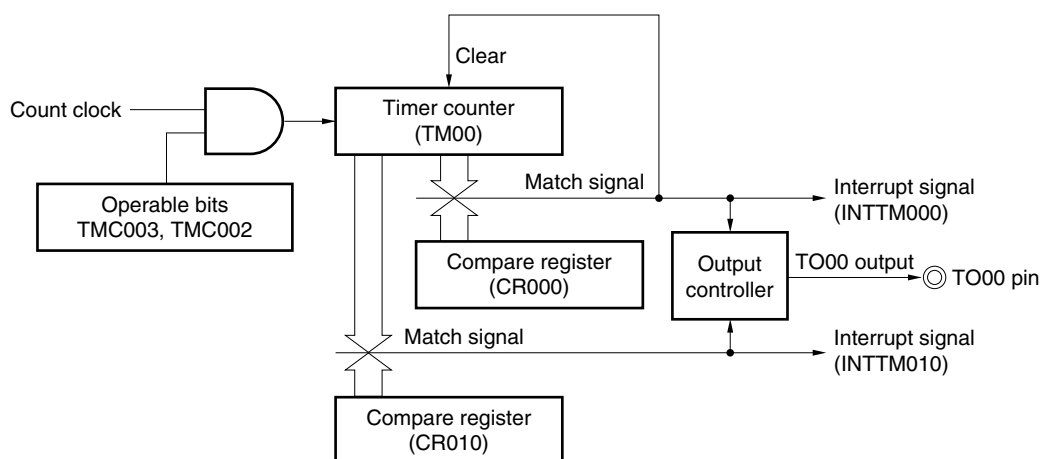 Clear
Count clock
Timer counter
(TM00)
Operable bits
TMC003, TMC002
Match signal
Interrupt signal
(INTTM000)
Compare register
(CR000)
Output
controller
TO00 output
TO00 pin
Match signal
Interrupt signal
(INTTM010)
Compare register
(CR010)